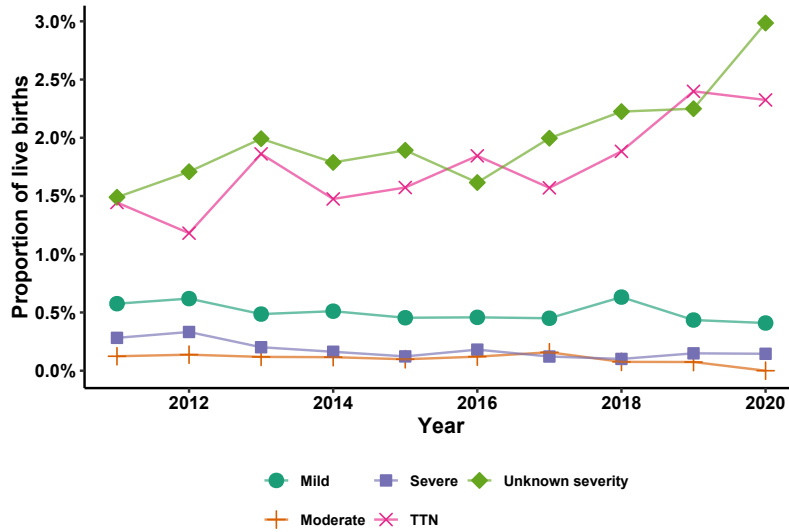 3.0%
2.5%
2.0%
1.5%
1.0%
0.5%
0.0%
Proportion of live births
2012 2014 2016 2018 2020
Year
Mild Severe Unknown severity
Moderate TTN